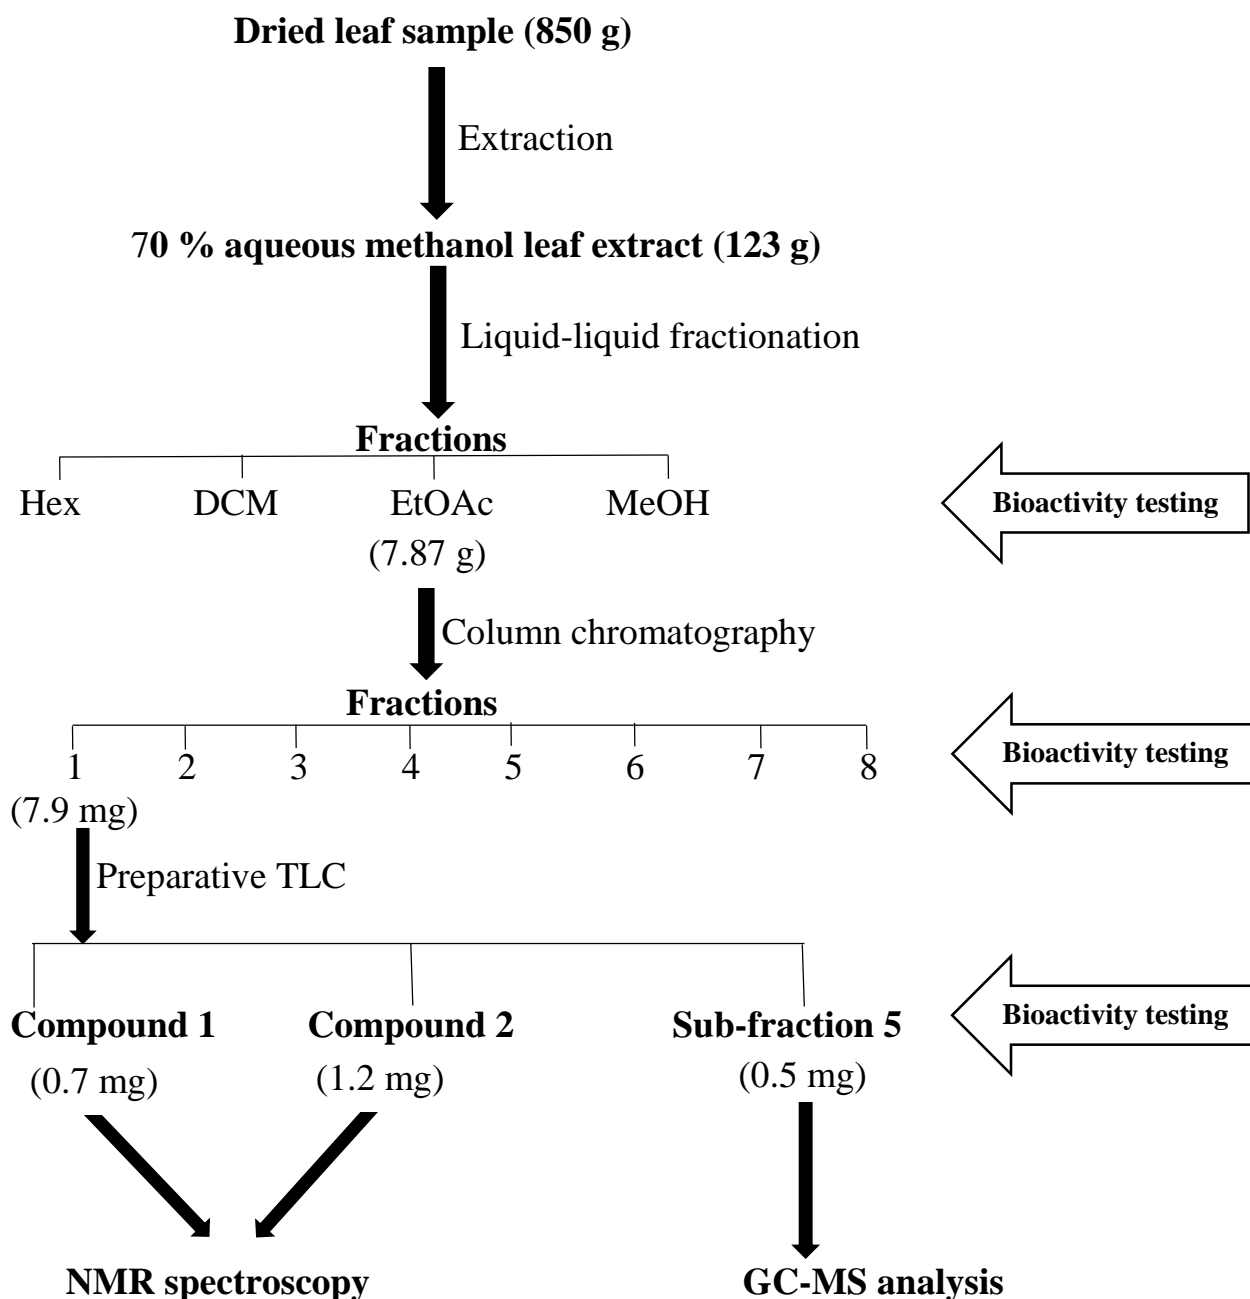 Dried leaf sample (850 g)
Extraction
70 % aqueous methanol leaf extract (123 g)
Liquid-liquid fractionation
Fractions
Hex DCM EtOAc MeOH
(7.87 g)
Bioactivity testing
Column chromatography
Fractions
1 2 3 4 5 6 7 8
(7.9 mg)
Bioactivity testing
Preparative TLC
Compound 1 Compound 2 Sub-fraction 5
(0.7 mg) (1.2 mg) (0.5 mg)
Bioactivity testing
NMR spectroscopy GC-MS analysis